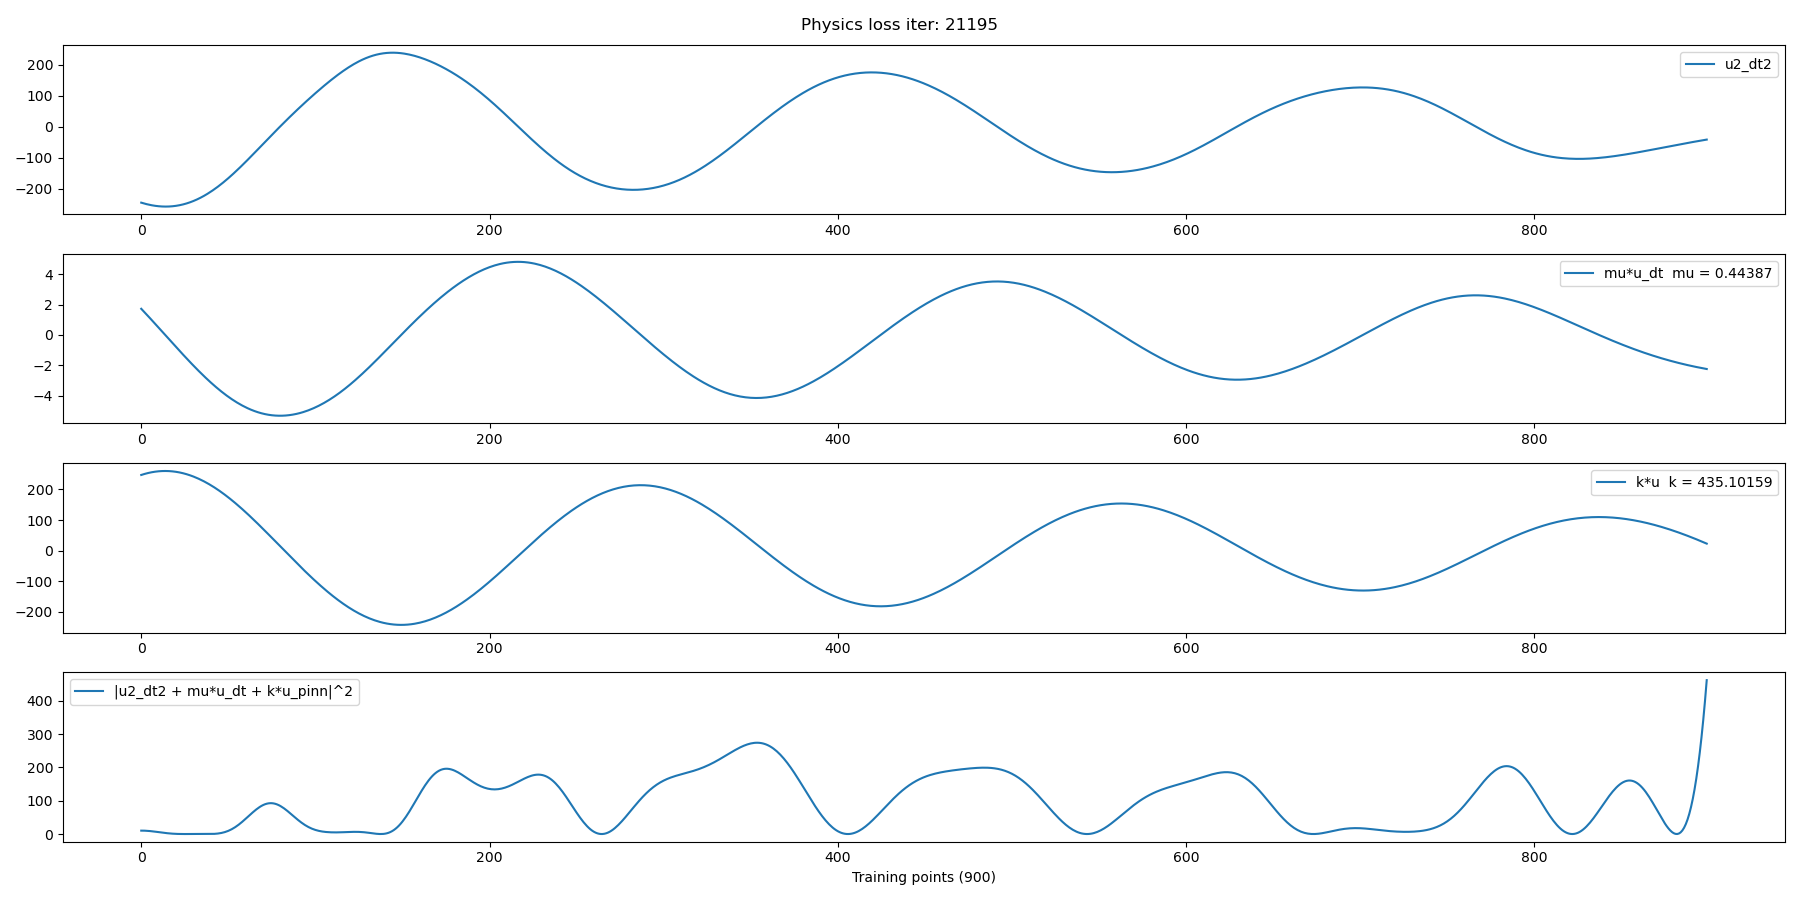 Physics loss iter: 21195
200
100
0
−100
−200
u2_dt2
0 200 400 600 800
4
2
0
−2
−4
mu*u_dt mu = 0.44387
0 200 400 600 800
200
100
0
−100
−200
k*u k = 435.10159
0 200 400 600 800
400
300
200
100
0
|u2_dt2 + mu*u_dt + k*u_pinn|^2
0 200 400 600 800
Training points (900)